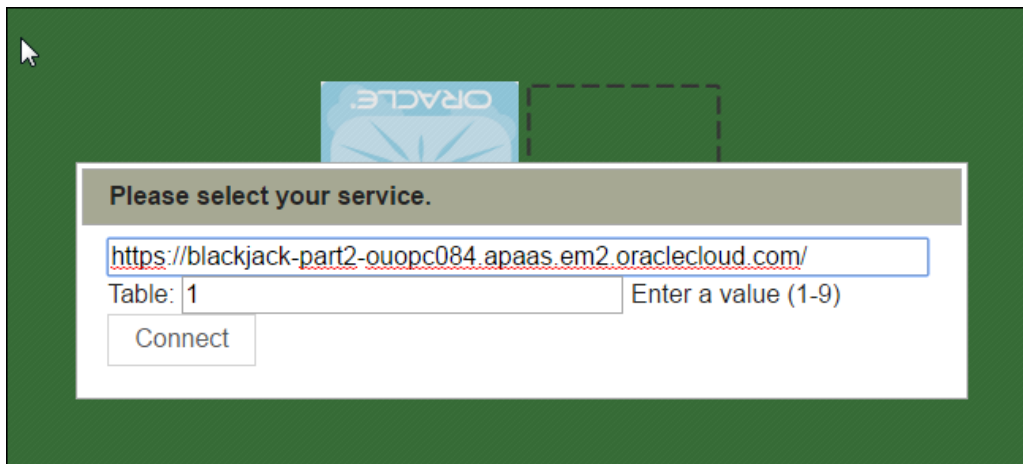 ORACLE
Please select your service.
https://blackjack-part2-ouopc084.apaas.em2.oraclecloud.com/
Table: 1 Enter a value (1-9)
Connect